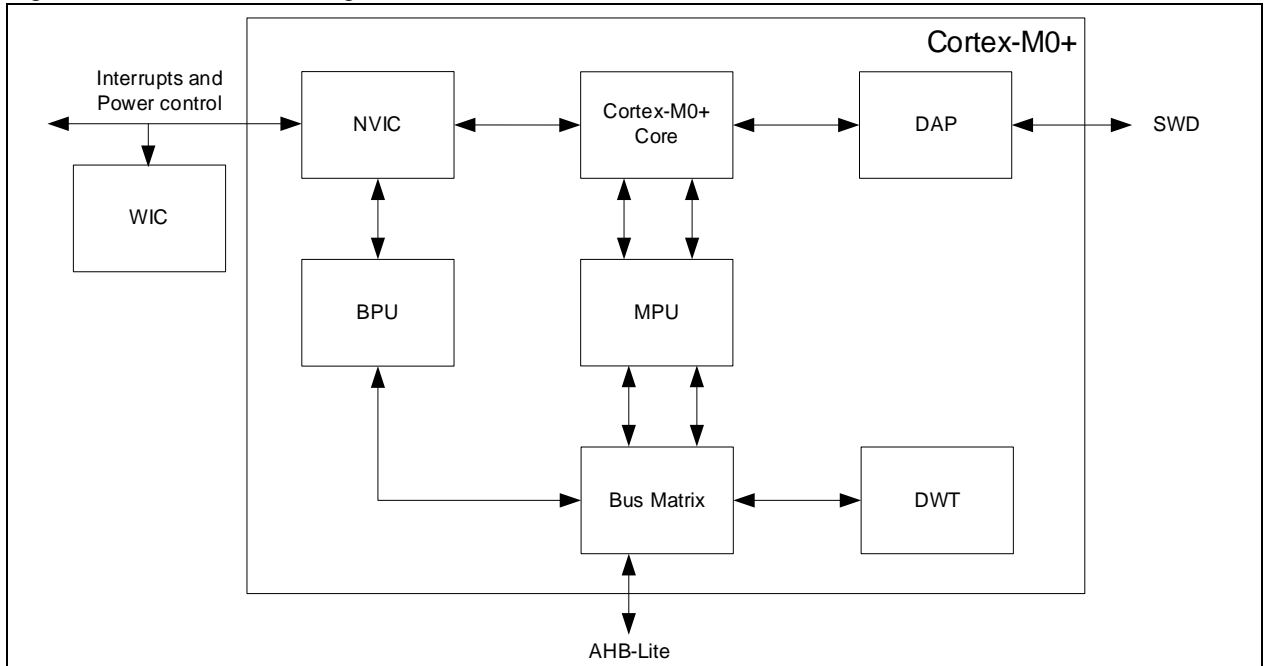 Cortex-M0+
Interrupts and
Power control
NVIC
Cortex-M0+
Core
DAP
SWD
WIC
BPU
MPU
Bus Matrix
DWT
AHB-Lite